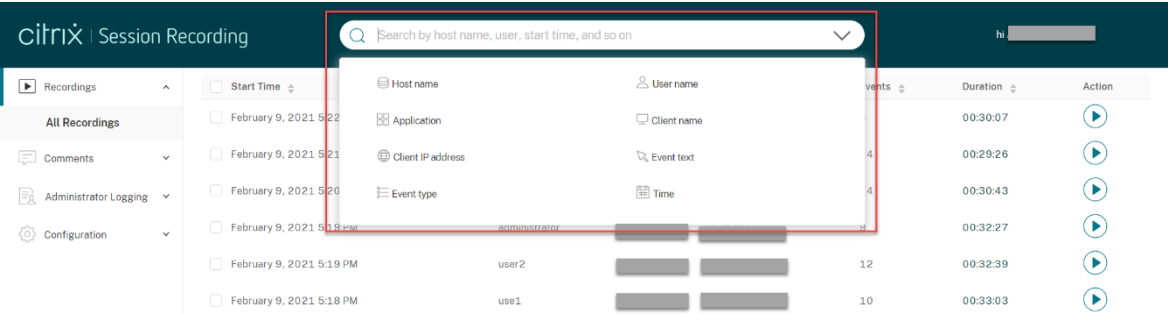 citrix | Session Recording
Search by host name, user, start time, and so on
hi
Recordings
All Recordings
Comments
Administrator Logging
Configuration
Start Time
Host name
User name
Application
Client name
Client IP address
Event text
Event type
Time
Duration Action
February 9, 2021 5:22 00:30:07
February 9, 2021 5:21 4 00:29:26
February 9, 2021 5:20 4 00:30:43
February 9, 2021 5:19 PM administrator 00:32:27
February 9, 2021 5:19 PM user2 12 00:32:39
February 9, 2021 5:18 PM use1 10 00:33:03